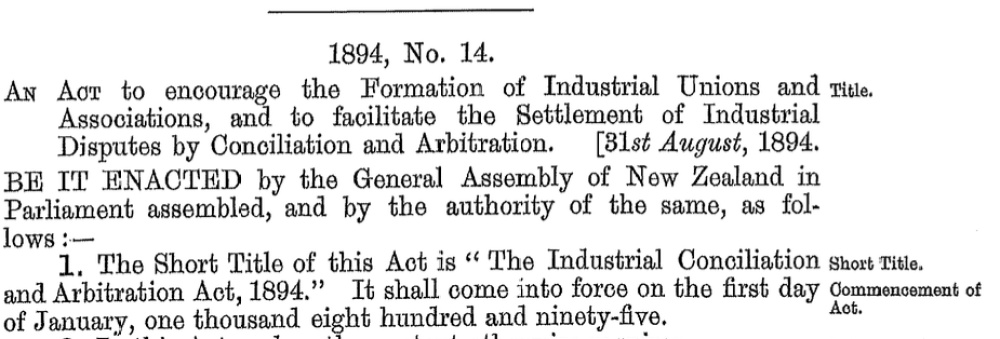 1894, No. 14.
AN ACT to encourage the Formation of Industrial Unions and Title.
Associations, and to facilitate the Settlement of Industrial
Disputes by Conciliation and Arbitration. [31st August, 1894.
BE IT ENACTED by the General Assembly of New Zealand in
Parliament assembled, and by the authority of the same, as fol-
lows:—
1. The Short Title of this Act is “ The Industrial Conciliation Short Title.
and Arbitration Act, 1894.” It shall come into force on the first day Commencement of
of January, one thousand eight hundred and ninety-five. Act.